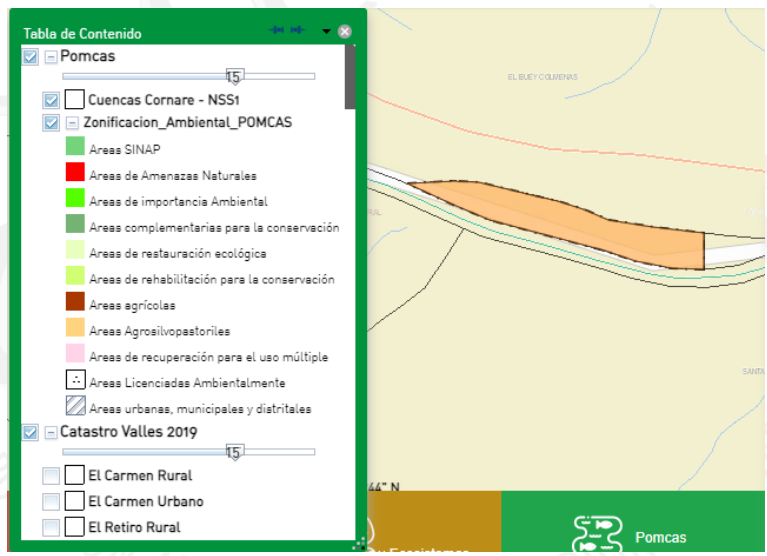 Tabla de Contenido
Pomcas
15
Cuencas Cornare - NSS1
Zonificacion_Ambiental_POMCAS
Areas SINAP
Areas de Amenazas Naturales
Areas de importancia Ambiental
Areas complementarias para la conservación
Areas de restauración ecológica
Areas de rehabilitación para la conservación
Areas agrícolas
Areas Agrosilvopastoriles
Areas de recuperación para el uso múltiple
Areas Licenciadas Ambientalmente
Areas urbanas, municipales y distritales
Catastro Valles 2019
15
El Carmen Rural
El Carmen Urbano
El Retiro Rural
EL BUEY COLMENAS
SANTA
44" N
y Ecosistemas
Pomcas